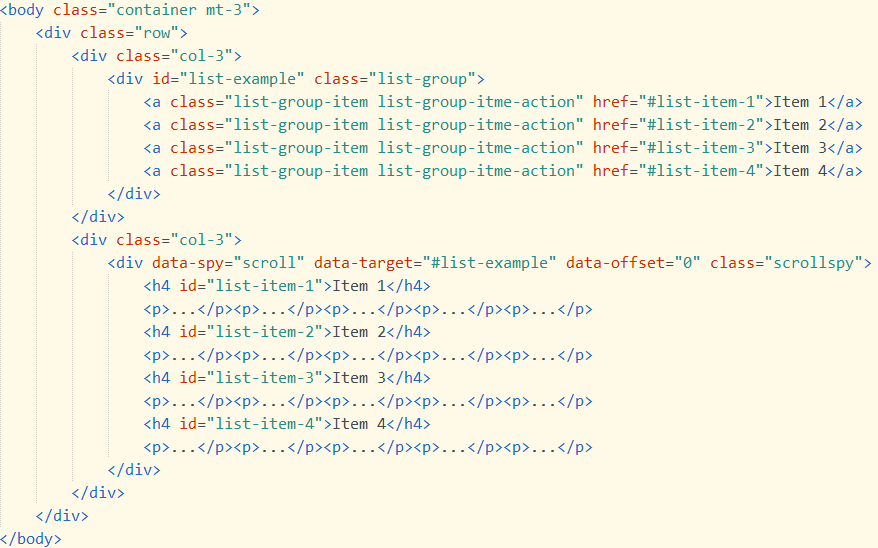 <body class="container mt-3">
<div class="row">
<div class="col-3">
<div id="list-example" class="list-group">
<a class="list-group-item list-group-itme-action" href="#list-item-1">Item 1</a>
<a class="list-group-item list-group-itme-action" href="#list-item-2">Item 2</a>
<a class="list-group-item list-group-itme-action" href="#list-item-3">Item 3</a>
<a class="list-group-item list-group-itme-action" href="#list-item-4">Item 4</a>
</div>
</div>
<div class="col-3">
<div data-spy="scroll" data-target="#list-example" data-offset="0" class="scrollspy">
<h4 id="list-item-1">Item 1</h4>
<p>...</p><p>...</p><p>...</p><p>...</p><p>...</p>
<h4 id="list-item-2">Item 2</h4>
<p>...</p><p>...</p><p>...</p><p>...</p><p>...</p>
<h4 id="list-item-3">Item 3</h4>
<p>...</p><p>...</p><p>...</p><p>...</p><p>...</p>
<h4 id="list-item-4">Item 4</h4>
<p>...</p><p>...</p><p>...</p><p>...</p><p>...</p>
</div>
</div>
</div>
</body>